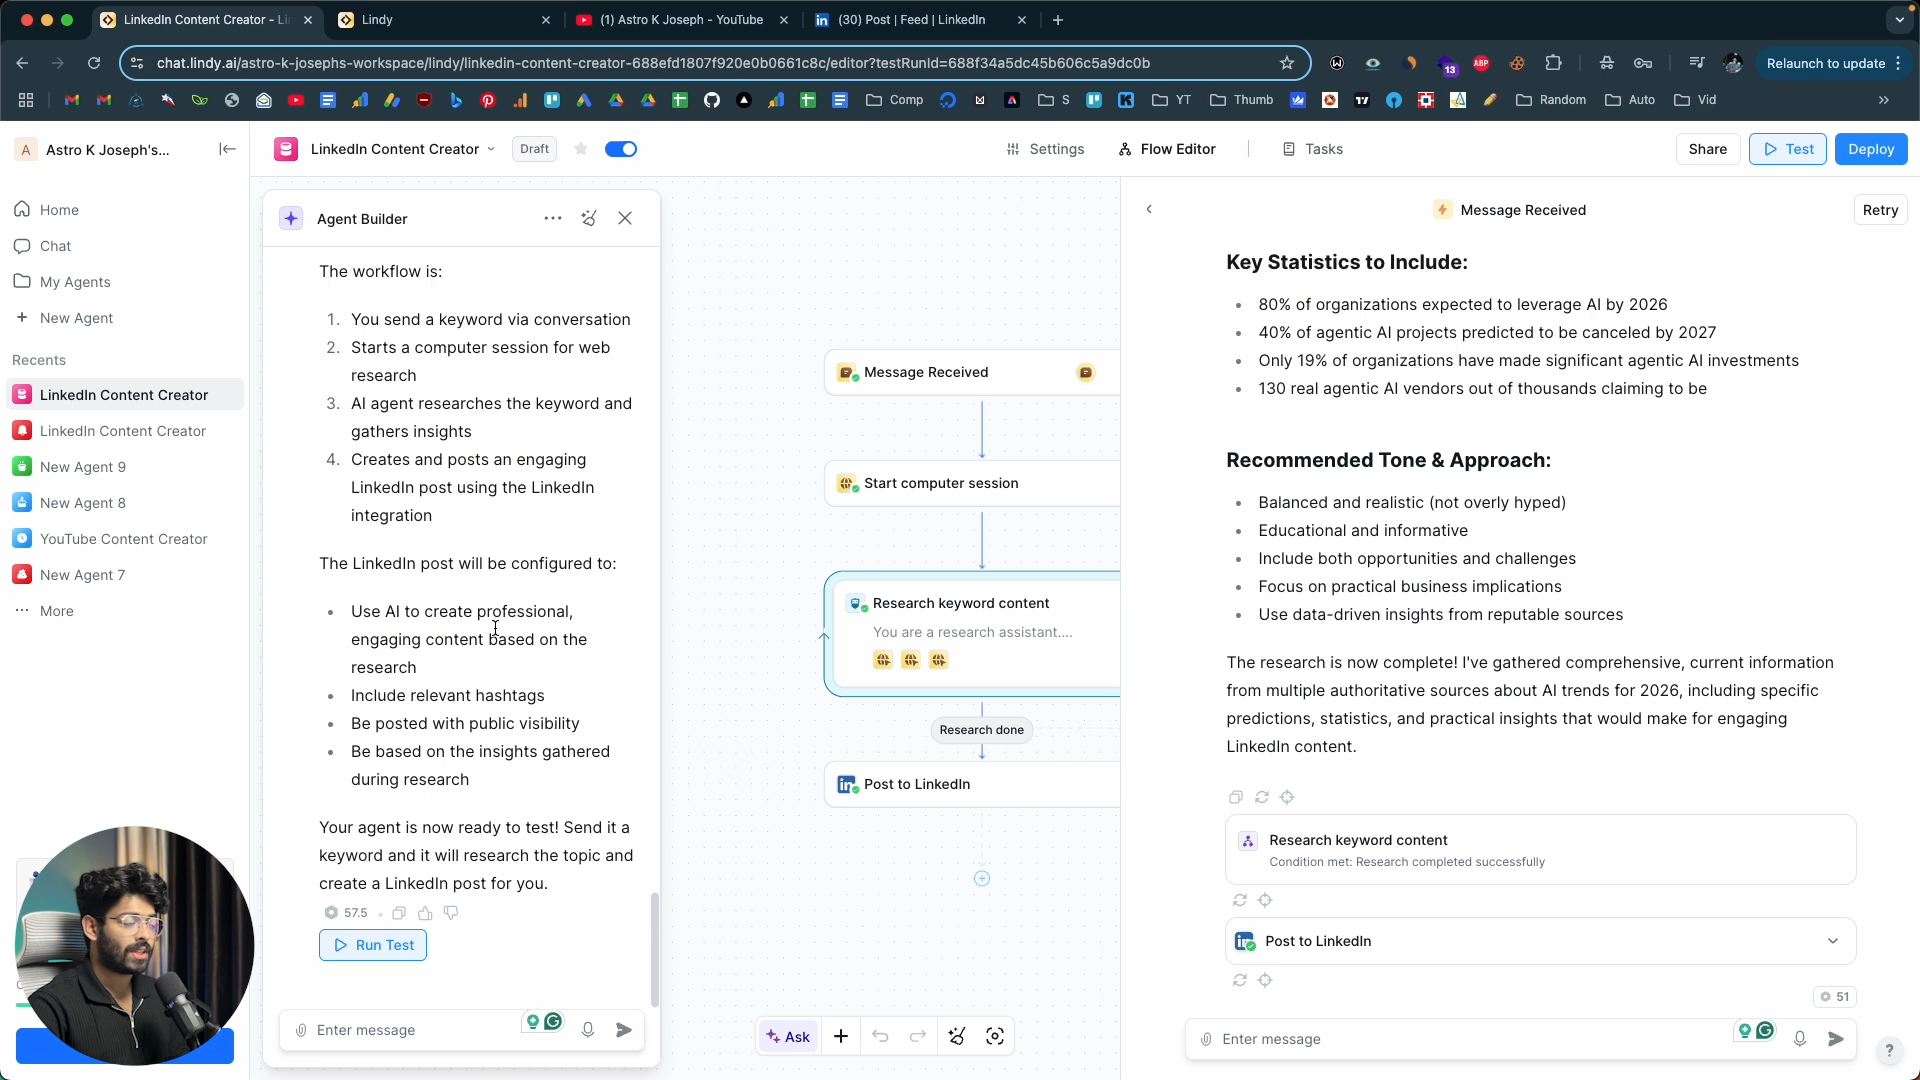 LinkedIn Content Creator - Li
Lindy
(1) Astro K Joseph - YouTube
(30) Post | Feed | LinkedIn
chat.lindy.ai/astro-k-josephs-workspace/lindy/linkedin-content-creator-688efd1807f920e0b0661c8c/editor?testRunId=688f34a5dc45b606c5a9dc0b
13
ABP
Relaunch to update
Comp
S
YT
Thumb
Random
Auto
Vid
A
Astro K Joseph's...
LinkedIn Content Creator
Draft
Settings
Flow Editor
Tasks
Share
Test
Deploy
Home
Chat
My Agents
New Agent
Recents
LinkedIn Content Creator
LinkedIn Content Creator
New Agent 9
New Agent 8
YouTube Content Creator
New Agent 7
More
Agent Builder
The workflow is:
1. You send a keyword via conversation
2. Starts a computer session for web
research
3. AI agent researches the keyword and
gathers insights
4. Creates and posts an engaging
LinkedIn post using the LinkedIn
integration
The LinkedIn post will be configured to:
• Use AI to create professional,
engaging content based on the
research
• Include relevant hashtags
• Be posted with public visibility
• Be based on the insights gathered
during research
Your agent is now ready to test! Send it a
keyword and it will research the topic and
create a LinkedIn post for you.
57.5
Run Test
Enter message
Message Received
Start computer session
Research keyword content
You are a research assistant....
Research done
Post to LinkedIn
Ask
Message Received
Retry
Key Statistics to Include:
• 80% of organizations expected to leverage AI by 2026
• 40% of agentic AI projects predicted to be canceled by 2027
• Only 19% of organizations have made significant agentic AI investments
• 130 real agentic AI vendors out of thousands claiming to be
Recommended Tone & Approach:
• Balanced and realistic (not overly hyped)
• Educational and informative
• Include both opportunities and challenges
• Focus on practical business implications
• Use data-driven insights from reputable sources
The research is now complete! I've gathered comprehensive, current information
from multiple authoritative sources about AI trends for 2026, including specific
predictions, statistics, and practical insights that would make for engaging
LinkedIn content.
Research keyword content
Condition met: Research completed successfully
Post to LinkedIn
51
Enter message
?